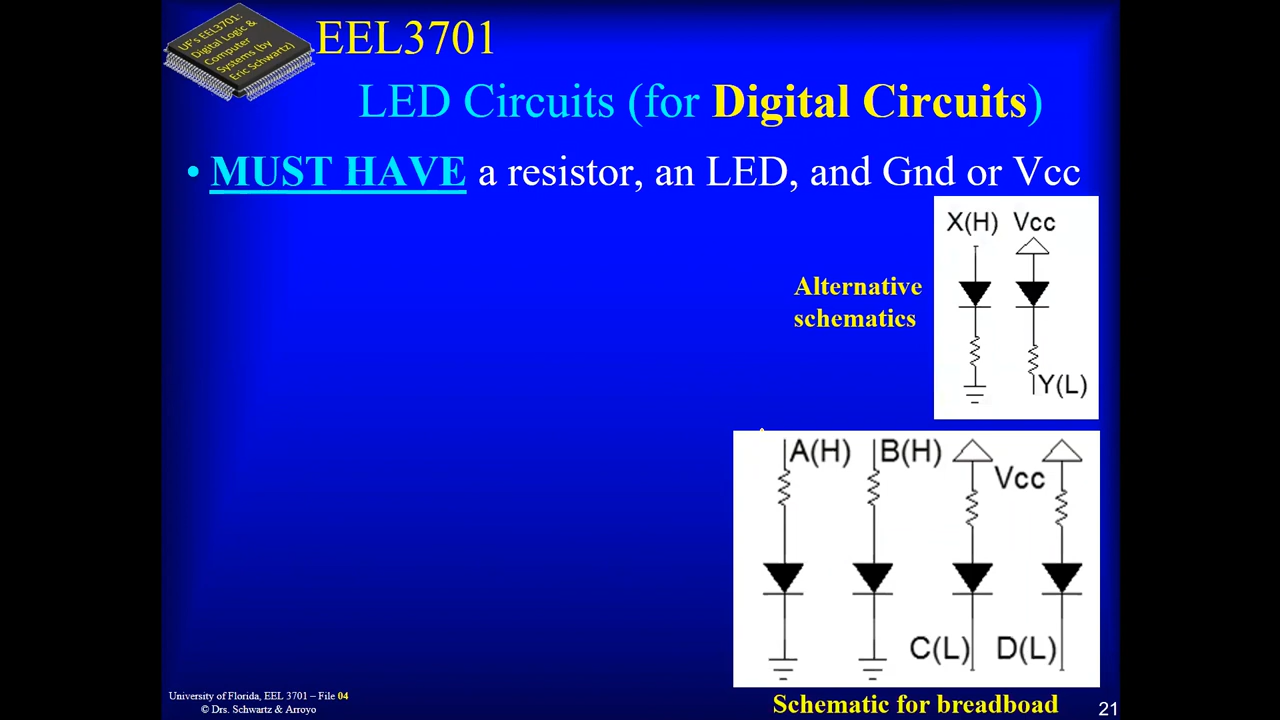 UF's EEL3701:
Digital Logic &
Computer
Systems (by
Eric Schwartz)
EEL3701
LED Circuits (for Digital Circuits)
• MUST HAVE a resistor, an LED, and Gnd or Vcc
X(H) Vcc
Alternative
schematics
Y(L)
A(H) B(H)
Vcc
C(L) D(L)
University of Florida, EEL 3701 – File 04
© Drs. Schwartz & Arroyo
Schematic for breadboad
21